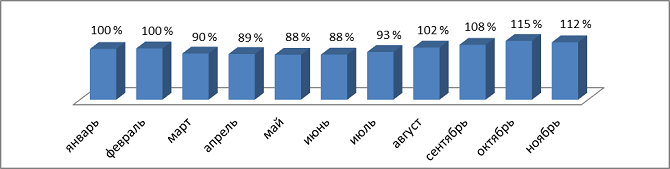 100 % 100 % 90 % 89 % 88 % 88 % 93 % 102 % 108 % 115 % 112 %
январь февраль март апрель май июнь июль август сентябрь октябрь ноябрь